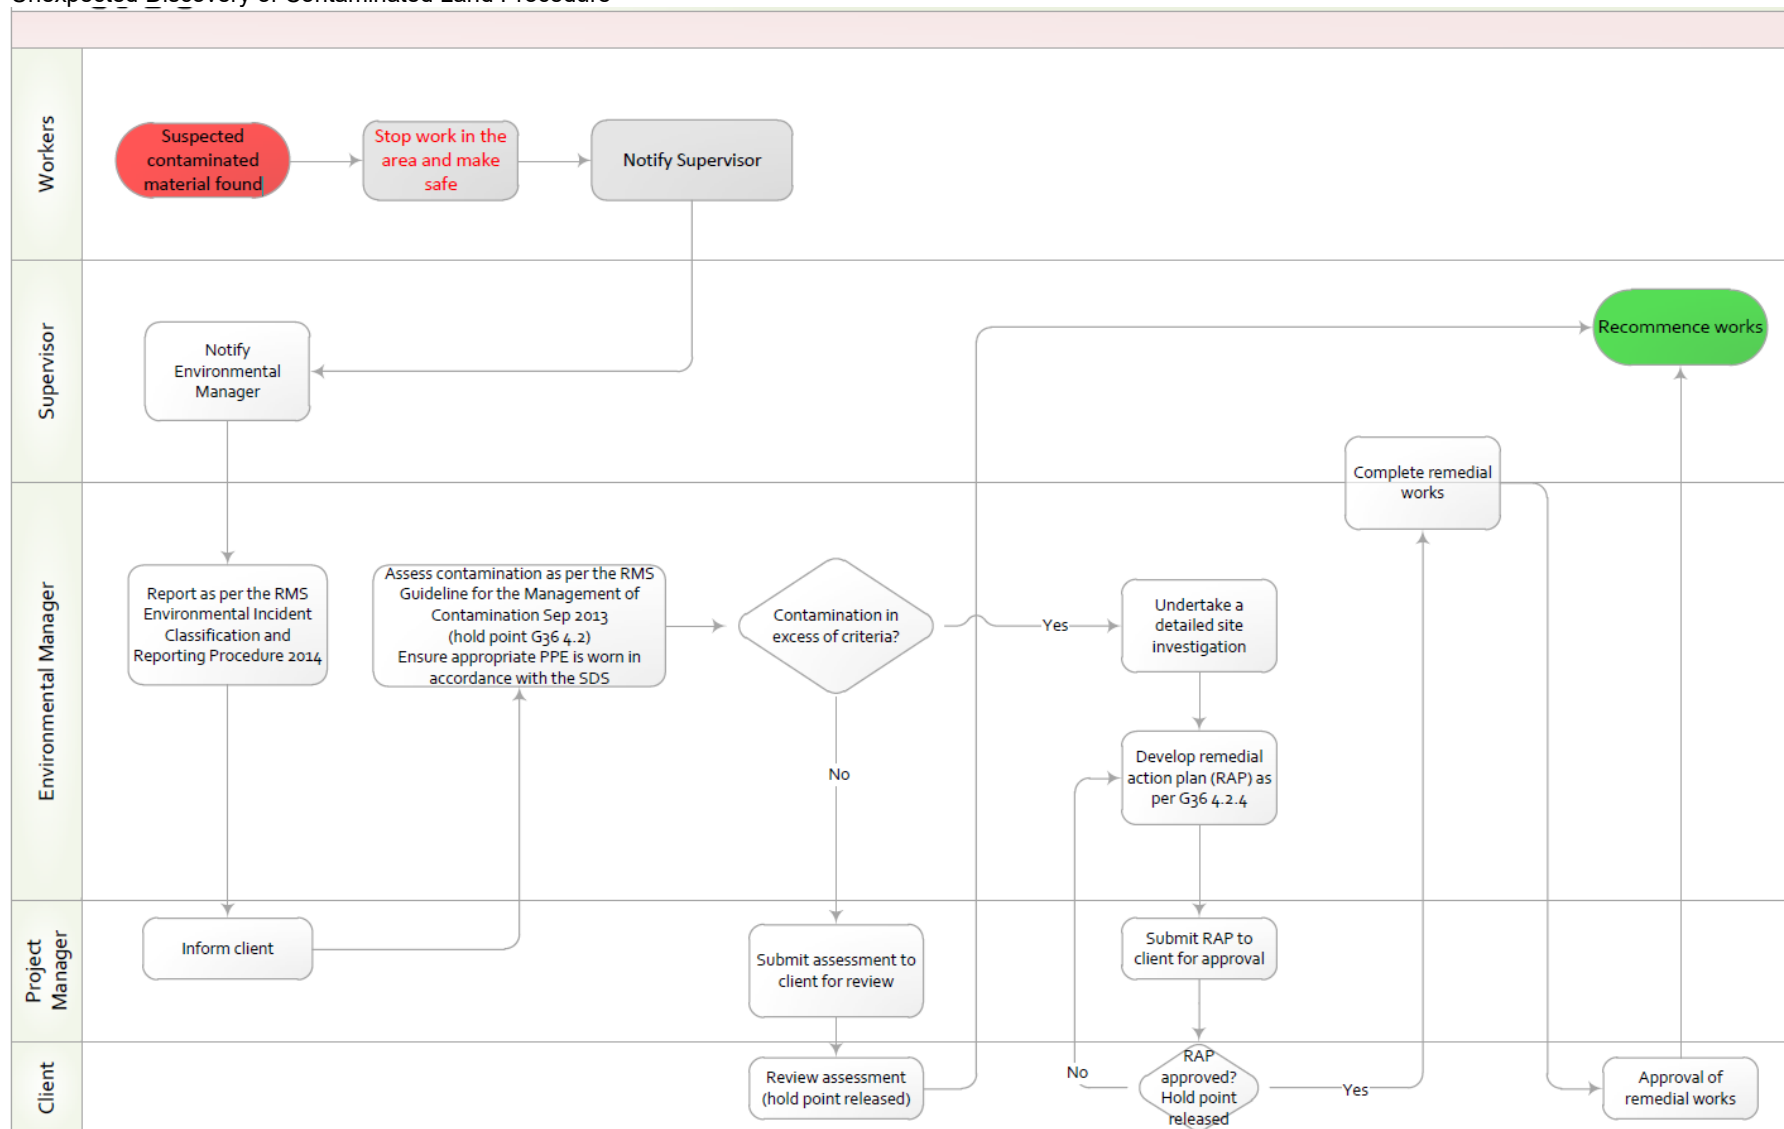 Unexpected Discovery of Contaminated Land Procedure
Workers
Suspected
contaminated
material found
Stop work in the
area and make
safe
Notify Supervisor
Supervisor
Notify
Environmental
Manager
Recommence works
Complete remedial
works
Environmental Manager
Report as per the RMS
Environmental Incident
Classification and
Reporting Procedure 2014
Assess contamination as per the RMS
Guideline for the Management of
Contamination Sep 2013
(hold point G36 4.2)
Ensure appropriate PPE is worn in
accordance with the SDS
Contamination in
excess of criteria?
Yes
Undertake a
detailed site
investigation
No
Develop remedial
action plan (RAP) as
per G36 4.2.4
Project
Manager
Inform client
Submit assessment to
client for review
Submit RAP to
client for approval
Client
Review assessment
(hold point released)
No
RAP
approved?
Hold point
released
Yes
Approval of
remedial works